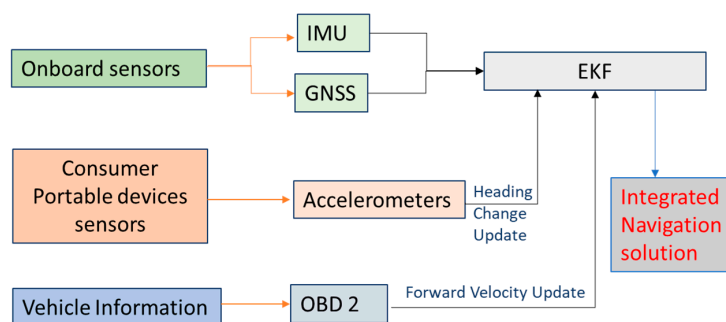 IMU
Onboard sensors
GNSS
EKF
Consumer
Portable devices
sensors
Accelerometers
Heading
Change
Update
Integrated
Navigation
solution
Vehicle Information
OBD 2
Forward Velocity Update